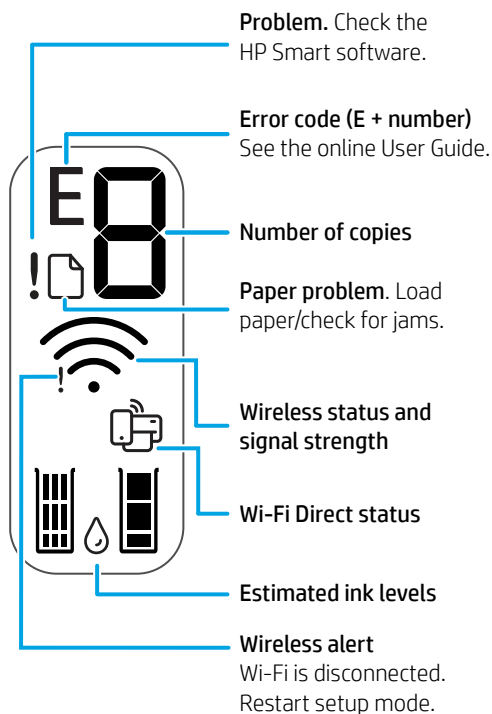 Problem. Check the
HP Smart software.
Error code (E + number)
See the online User Guide.
E8
Number of copies
!
Paper problem. Load
paper/check for jams.
!
Wireless status and
signal strength
Wi-Fi Direct status
Estimated ink levels
Wireless alert
Wi-Fi is disconnected.
Restart setup mode.